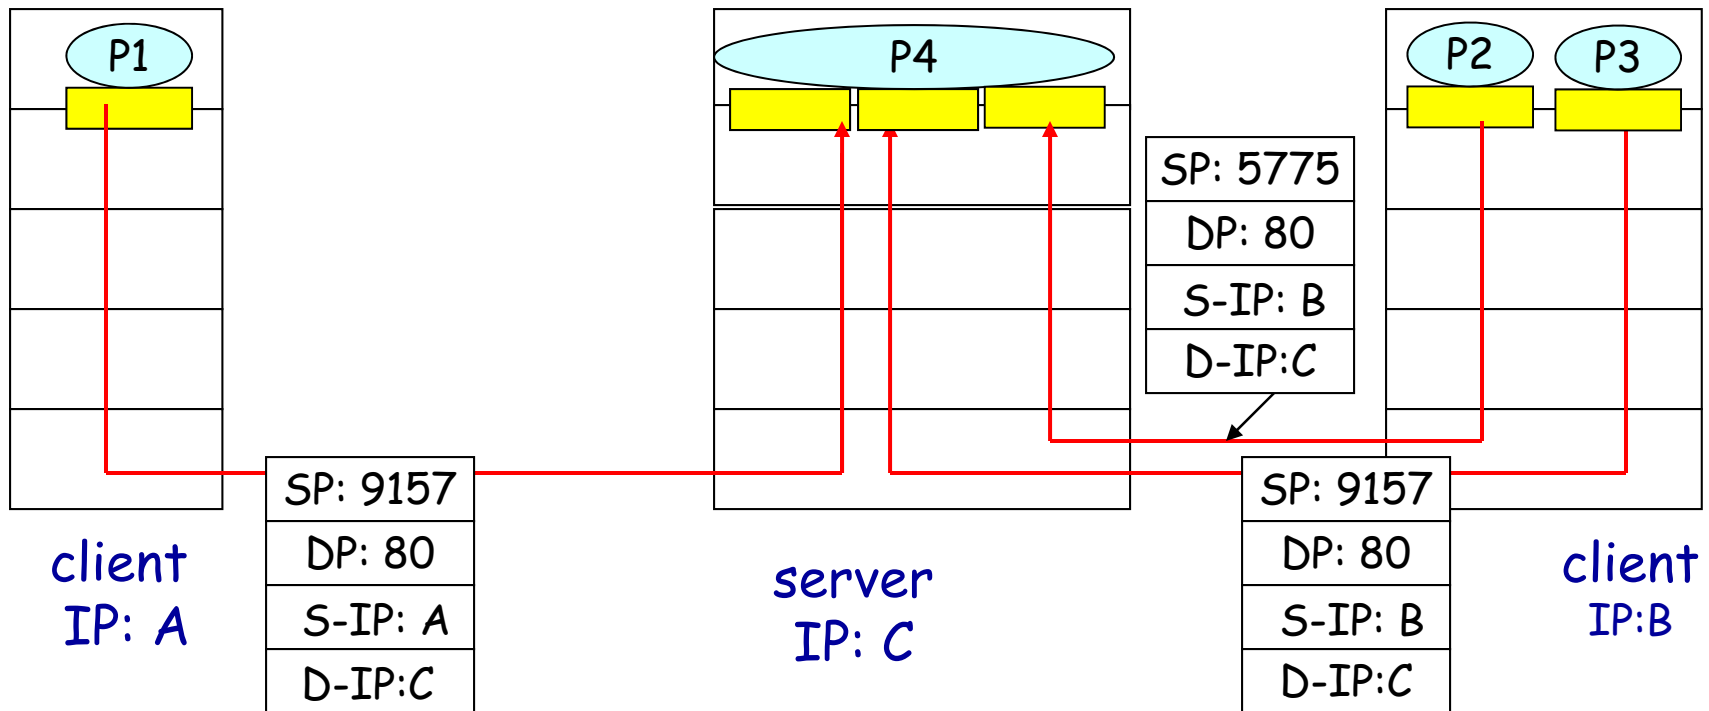 P1
P4
P2
P3
SP: 5775
DP: 80
S-IP: B
D-IP:C
SP: 9157
DP: 80
S-IP: A
D-IP:C
SP: 9157
DP: 80
S-IP: B
D-IP:C
client
IP: A
server
IP: C
client
IP:B